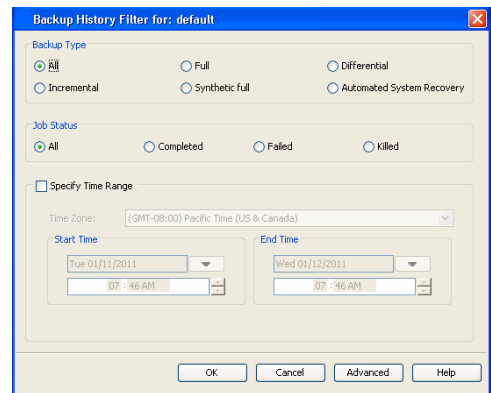 Backup History Filter for: default
Backup Type
All Full Differential
Incremental Synthetic full Automated System Recovery
Job Status
All Completed Failed Killed
Specify Time Range
Time Zone: (GMT-08:00) Pacific Time (US & Canada)
Start Time End Time
Tue 01/11/2011 Wed 01/12/2011
07 : 46 AM 07 : 46 AM
OK Cancel Advanced Help